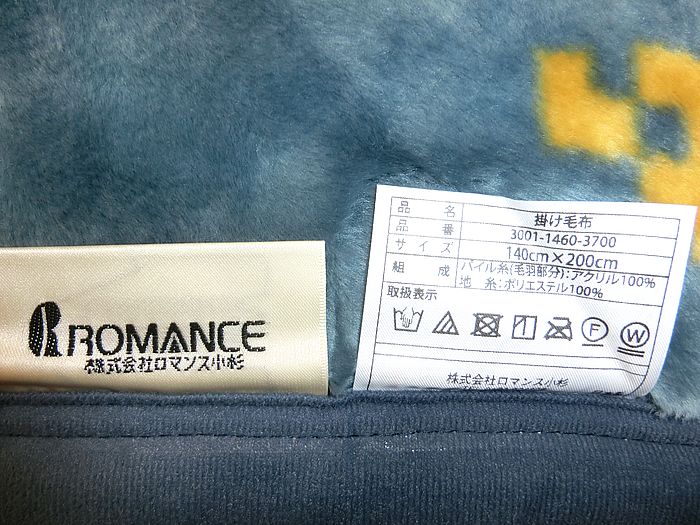 ROMANCE
株式会社ロマンス小杉
品名 掛け毛布
品番 3001-1460-3700
サイズ 140cm×200cm
組成 パイル糸(毛羽部分):アクリル100%
地 糸:ポリエステル100%
取扱表示
F W
株式会社ロマンス小杉